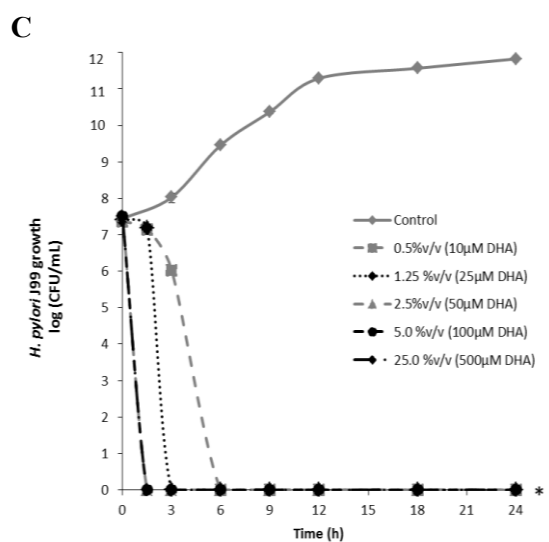 C
12
11
10
9
8
7
6
5
4
3
2
1
0
H. pylori J99 growth
log (CFU/mL)
Control
0.5%v/v (10µM DHA)
1.25 %v/v (25µM DHA)
2.5%v/v (50µM DHA)
5.0 %v/v (100µM DHA)
25.0 %v/v (500µM DHA)
*
0 3 6 9 12 15 18 21 24
Time (h)